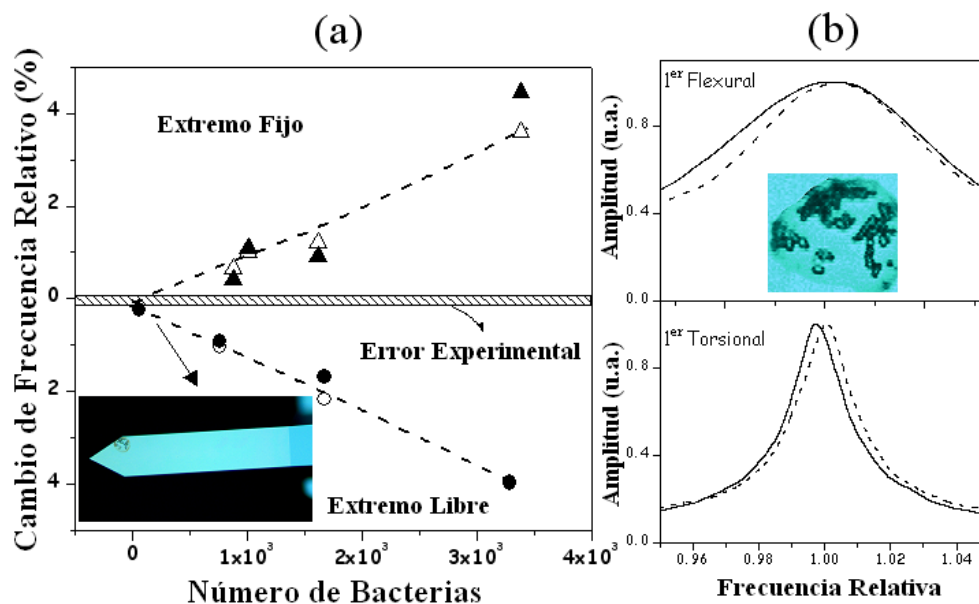 (a)
(b)
Cambio de Frecuencia Relativo (%)
4
2
0
2
4
Extremo Fijo
Error Experimental
Extremo Libre
0
1x10³
2x10³
3x10³
4x10³
Número de Bacterias
Amplitud (u.a.)
1er Flexural
0.8
0.4
0.0
Amplitud (u.a.)
1er Torsional
0.8
0.4
0.0
0.96
0.98
1.00
1.02
1.04
Frecuencia Relativa